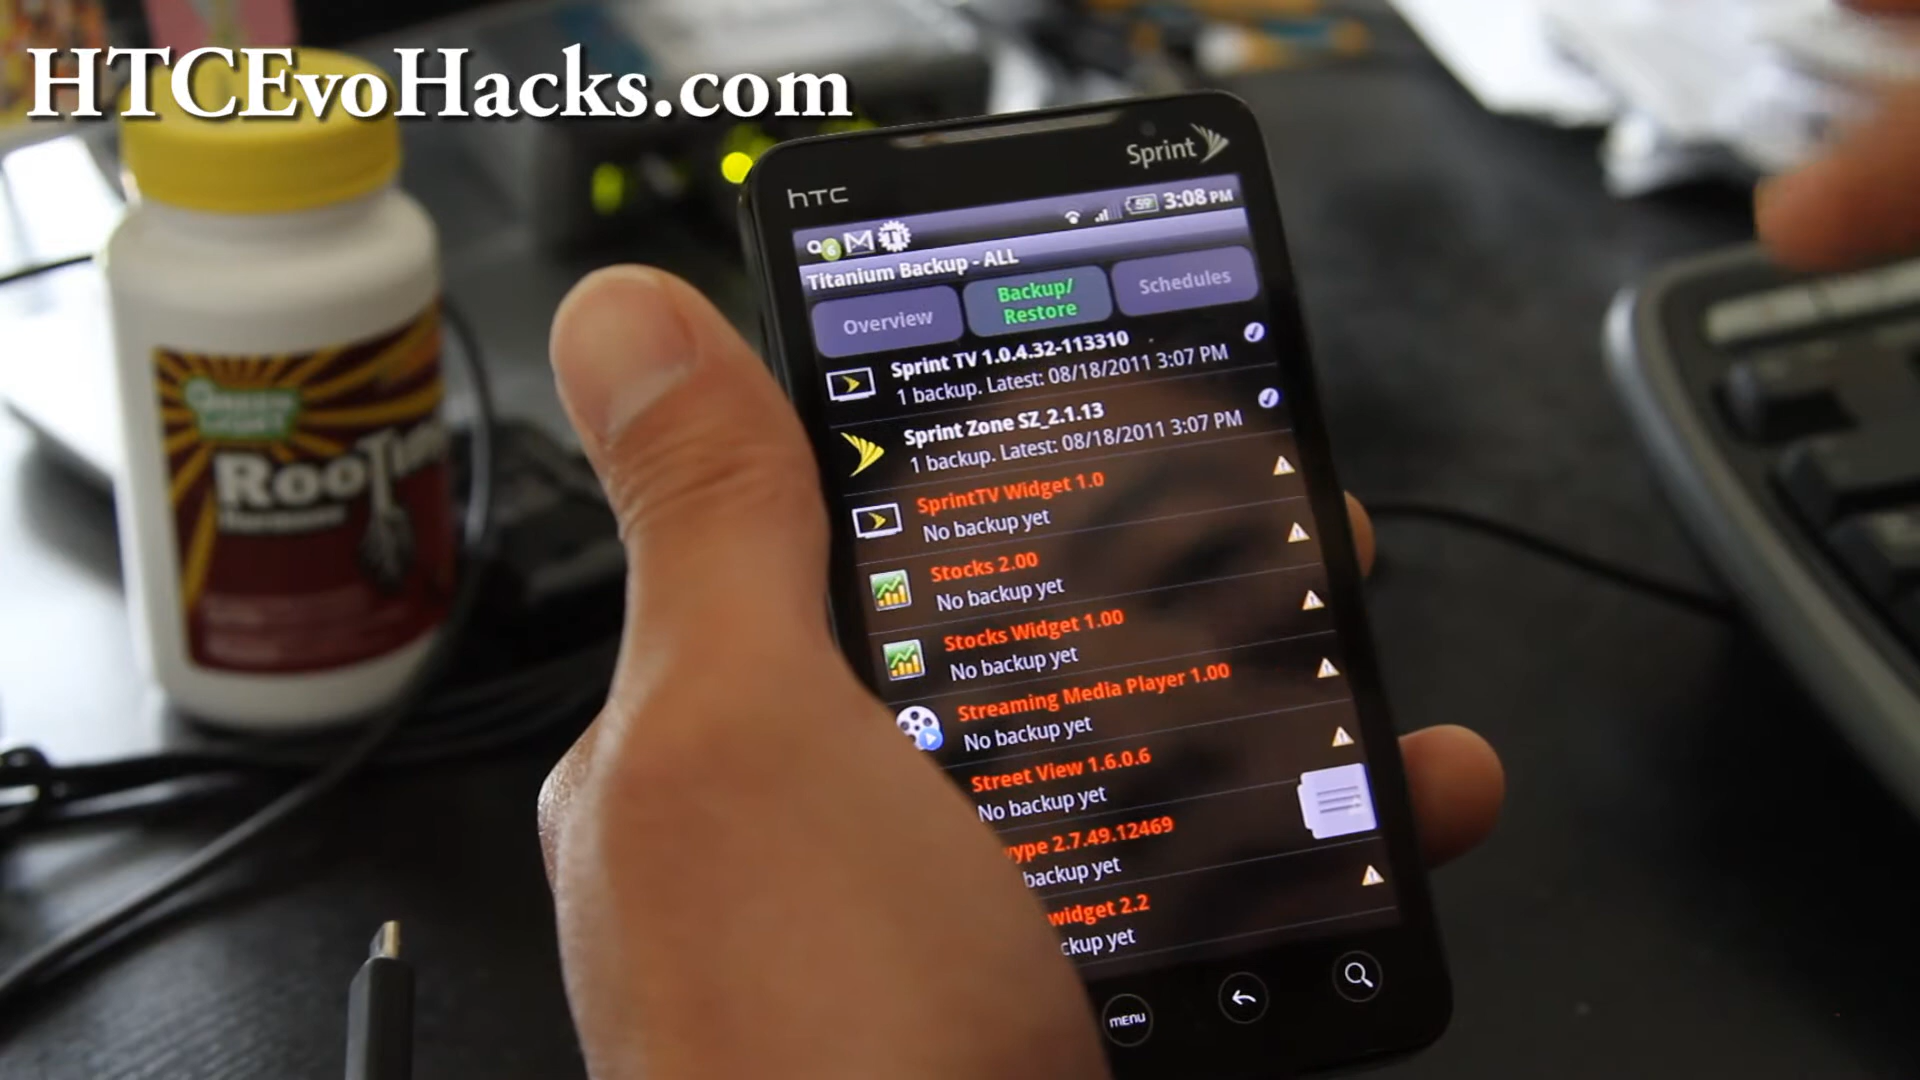 HTCEvoHacks.com
Sprint
hTC
6
59
3:08 PM
Titanium Backup - ALL
Overview
Backup/
Restore
Schedules
Sprint TV 1.0.4.32-113310
1 backup. Latest: 08/18/2011 3:07 PM
Sprint Zone SZ_2.1.13
1 backup. Latest: 08/18/2011 3:07 PM
SprintTV Widget 1.0
No backup yet
Stocks 2.00
No backup yet
Stocks Widget 1.00
No backup yet
Streaming Media Player 1.00
No backup yet
Street View 1.6.0.6
No backup yet
2.7.49.12469
backup yet
widget 2.2
yet
MENU